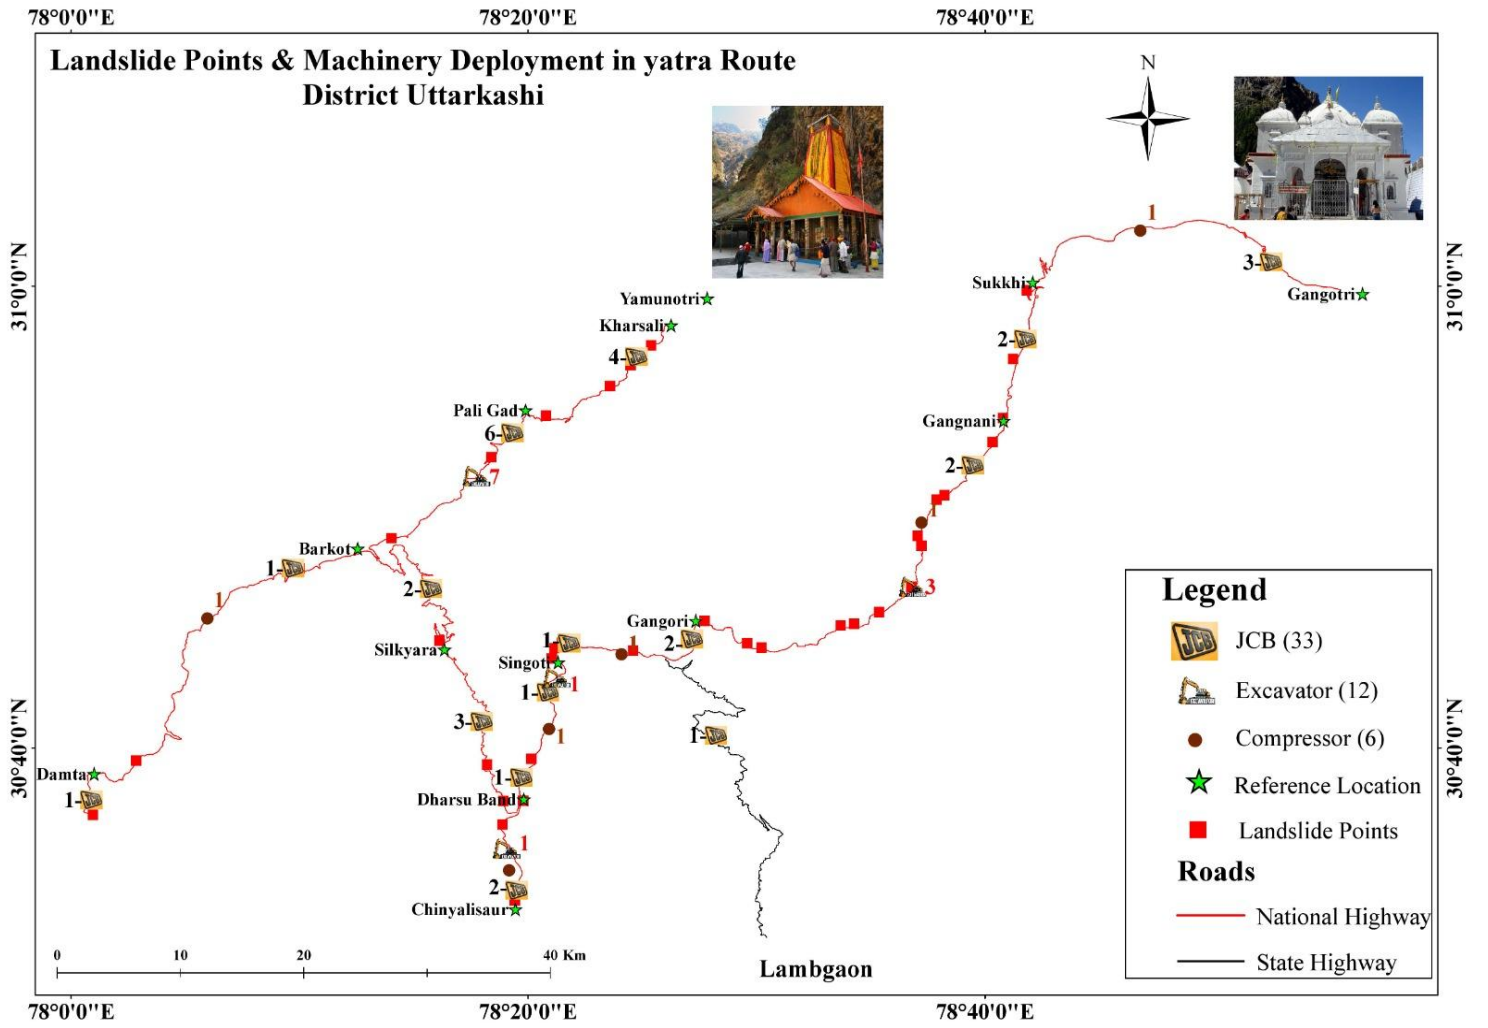 78°0'0"E 78°20'0"E 78°40'0"E
Landslide Points & Machinery Deployment in yatra Route
District Uttarkashi
N
1
3-
Gangotri
Sukkhi
31°0'0"N
31°0'0"N
Yamunotri
Kharsali
4-
2-
Pali Gad
6-
7
Gangnani
2-
1
Barkot
1-
2-
1
3
Silkyara
Gangori
2-
1-
1
Singoti
1
1-
3-
1
1-
30°40'0"N
30°40'0"N
Damta
1-
1-
Dharsu Band
1
2-
Chinyalisaur
Lambgaon
0 10 20 40 Km
Legend
JCB
JCB (33)
Excavator (12)
Compressor (6)
Reference Location
Landslide Points
Roads
National Highway
State Highway
78°0'0"E 78°20'0"E 78°40'0"E